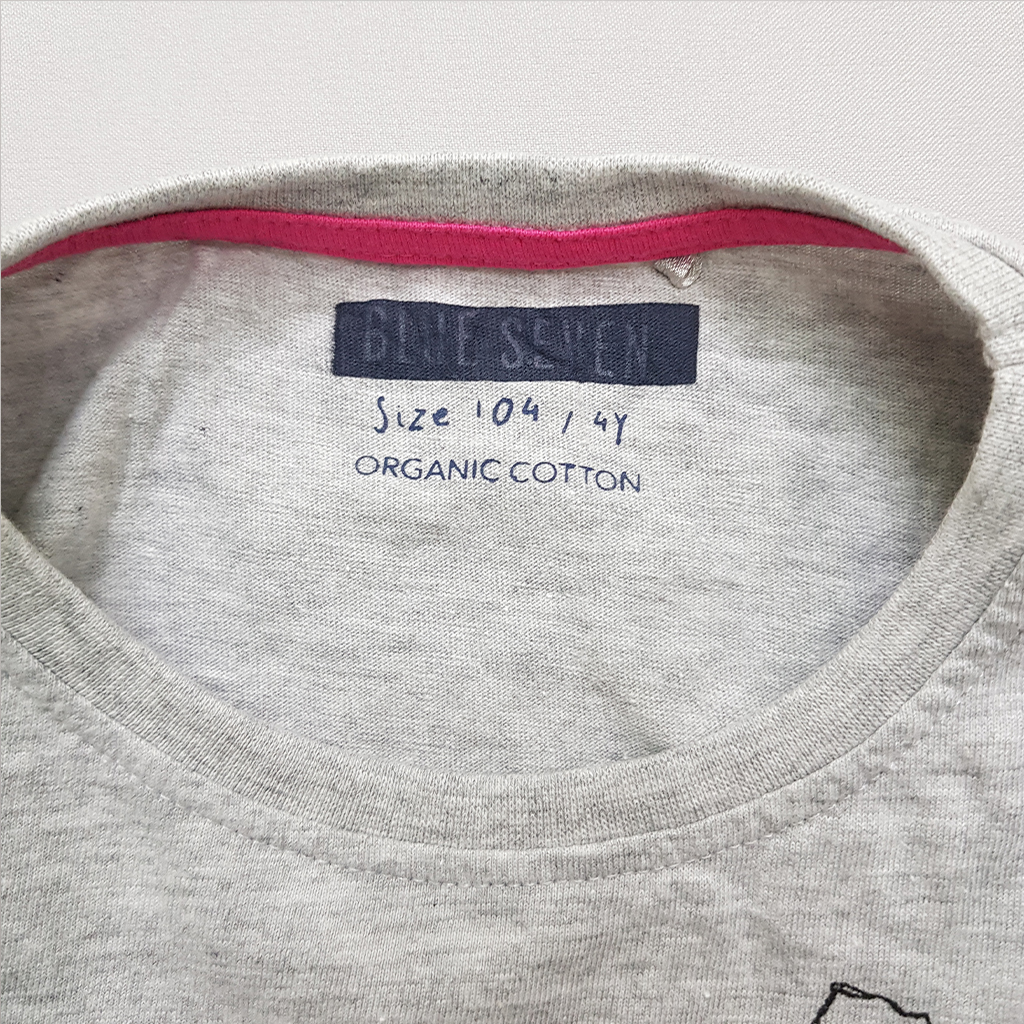 BLUE SEVEN
Size 104 / 4Y
ORGANIC COTTON